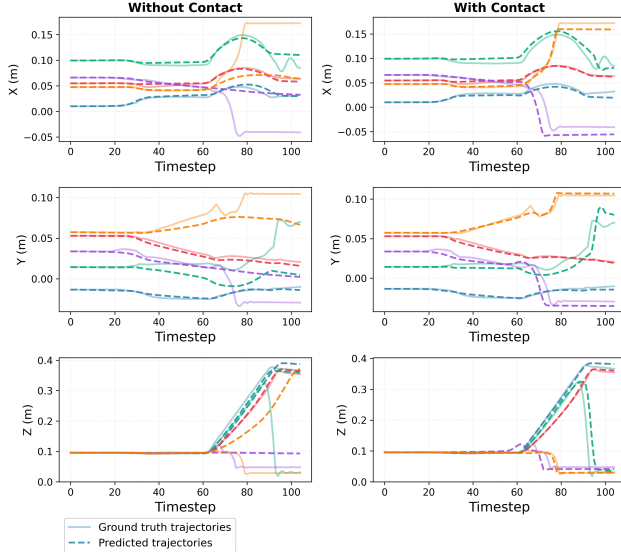 Without Contact
With Contact
X (m)
0.15
0.10
0.05
0.00
−0.05
0 20 40 60 80 100
Timestep
X (m)
0.15
0.10
0.05
0.00
−0.05
0 20 40 60 80 100
Timestep
Y (m)
0.10
0.05
0.00
0 20 40 60 80 100
Timestep
Y (m)
0.10
0.05
0.00
0 20 40 60 80 100
Timestep
Z (m)
0.4
0.3
0.2
0.1
0.0
0 20 40 60 80 100
Timestep
Z (m)
0.4
0.3
0.2
0.1
0.0
0 20 40 60 80 100
Timestep
Ground truth trajectories
Predicted trajectories